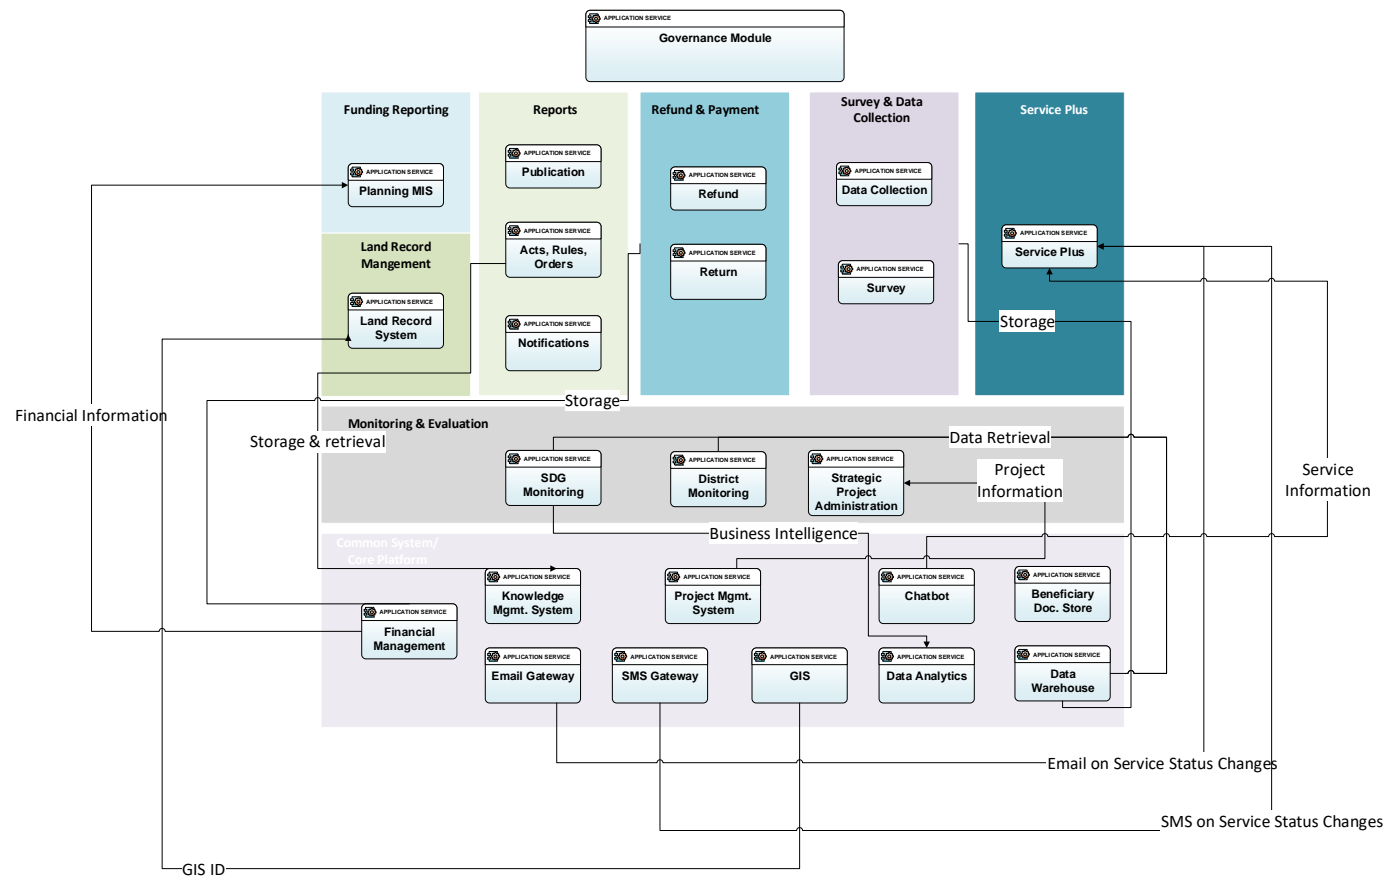 APPLICATION SERVICE
Governance Module
Funding Reporting
APPLICATION SERVICE
Planning MIS
Land Record
Mangement
APPLICATION SERVICE
Land Record
System
Reports
APPLICATION SERVICE
Publication
APPLICATION SERVICE
Acts, Rules,
Orders
APPLICATION SERVICE
Notifications
Refund & Payment
APPLICATION SERVICE
Refund
APPLICATION SERVICE
Return
Survey & Data
Collection
APPLICATION SERVICE
Data Collection
APPLICATION SERVICE
Survey
Service Plus
APPLICATION SERVICE
Service Plus
Storage
Financial Information
Storage
Storage & retrieval
Monitoring & Evaluation
APPLICATION SERVICE
SDG
Monitoring
APPLICATION SERVICE
District
Monitoring
APPLICATION SERVICE
Strategic
Project
Administration
Data Retrieval
Project
Information
Service
Information
Business Intelligence
Common System/
Core Platform
APPLICATION SERVICE
Knowledge
Mgmt. System
APPLICATION SERVICE
Project Mgmt.
System
APPLICATION SERVICE
Chatbot
APPLICATION SERVICE
Beneficiary
Doc. Store
APPLICATION SERVICE
Financial
Management
APPLICATION SERVICE
Email Gateway
APPLICATION SERVICE
SMS Gateway
APPLICATION SERVICE
GIS
APPLICATION SERVICE
Data Analytics
APPLICATION SERVICE
Data
Warehouse
Email on Service Status Changes
SMS on Service Status Changes
GIS ID